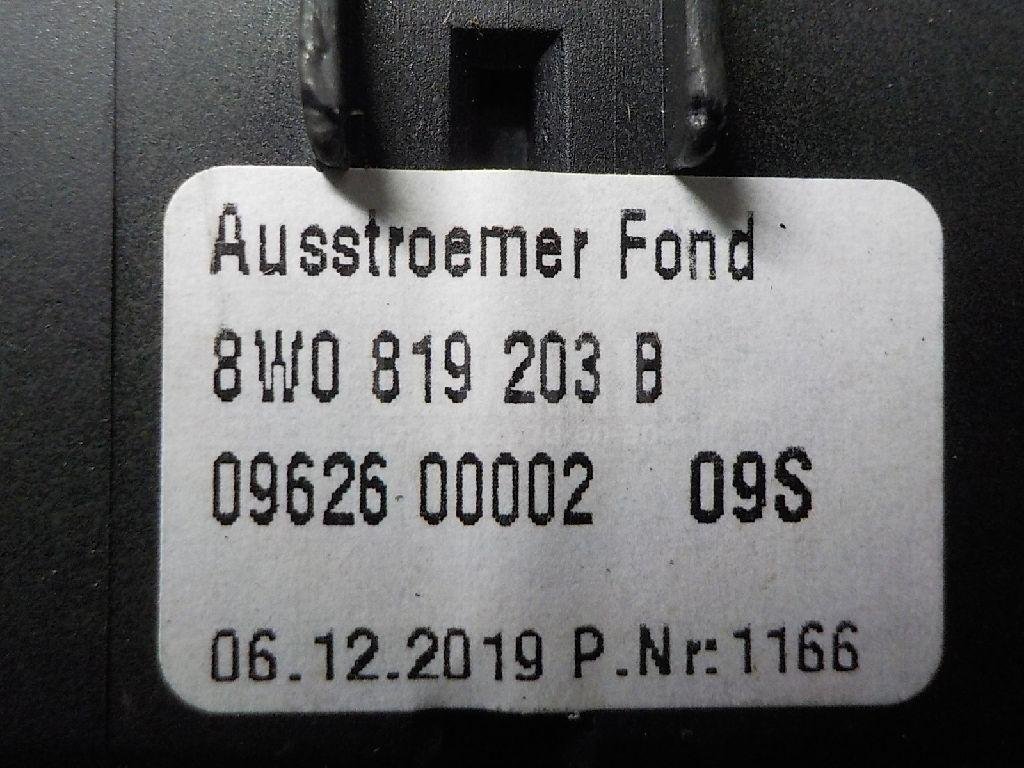 Ausstroemer Fond
8W0 819 203 B
09626 00002 09S
06.12.2019 P.Nr:1166